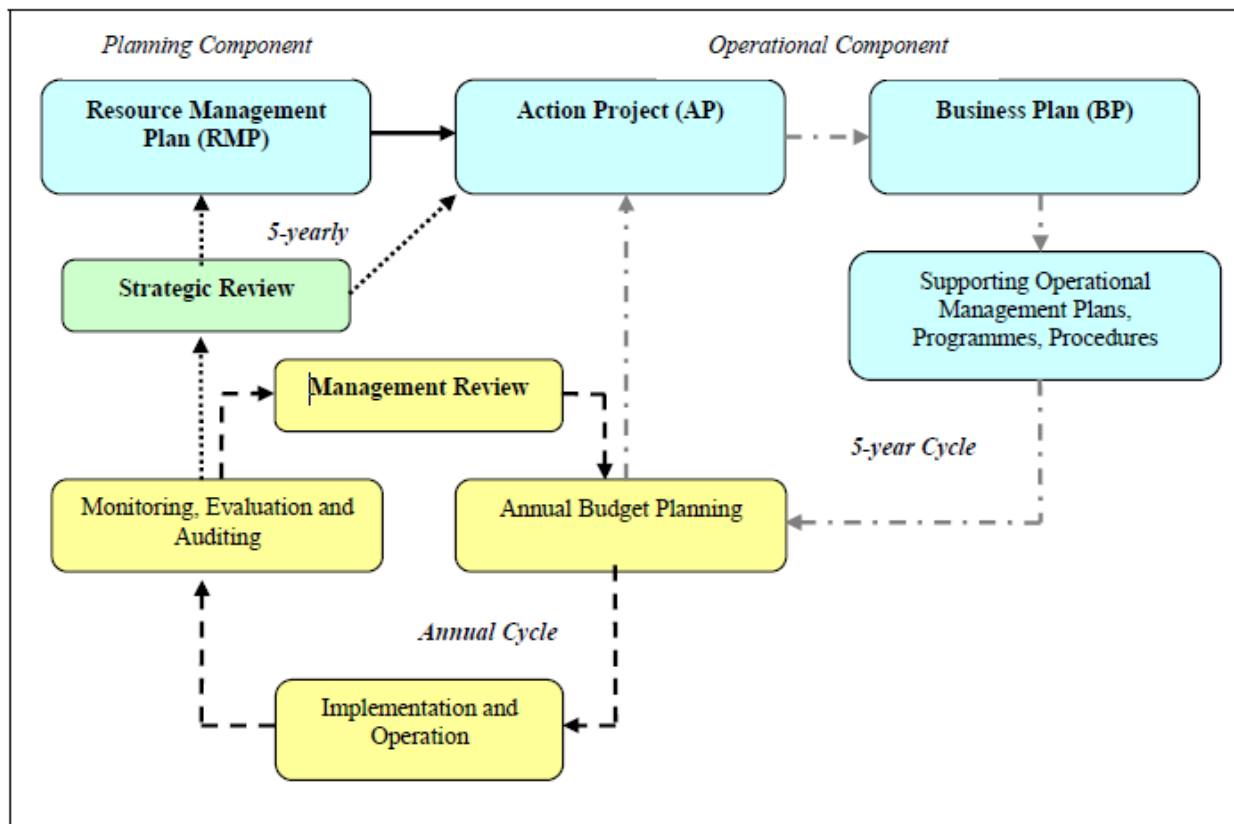 Planning Component
Operational Component
Resource Management
Plan (RMP)
Action Project (AP)
Business Plan (BP)
5-yearly
Strategic Review
Supporting Operational
Management Plans,
Programmes, Procedures
Management Review
5-year Cycle
Monitoring, Evaluation and
Auditing
Annual Budget Planning
Annual Cycle
Implementation and
Operation